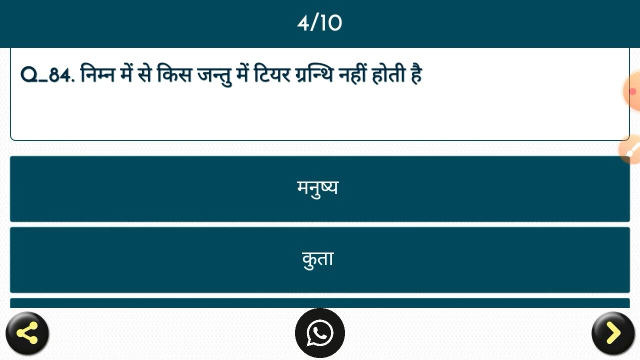 4/10
Q_84. निम्न में से किस जन्तु में टियर ग्रन्थि नहीं होती है
मनुष्य
कुता